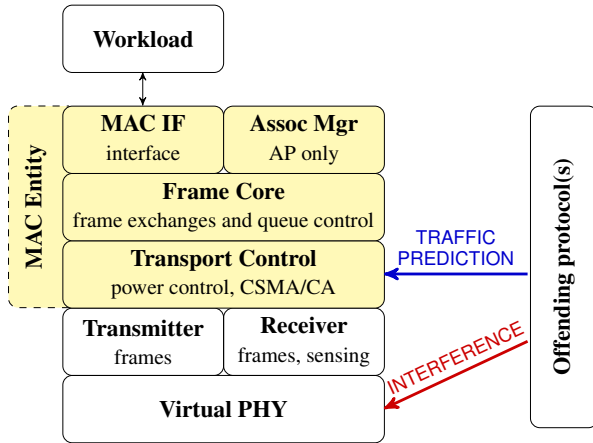 Workload
MAC IF
interface
Assoc Mgr
AP only
MAC Entity
Frame Core
frame exchanges and queue control
Transport Control
power control, CSMA/CA
TRAFFIC
PREDICTION
Transmitter
frames
Receiver
frames, sensing
INTERFERENCE
Virtual PHY
Offending protocol(s)